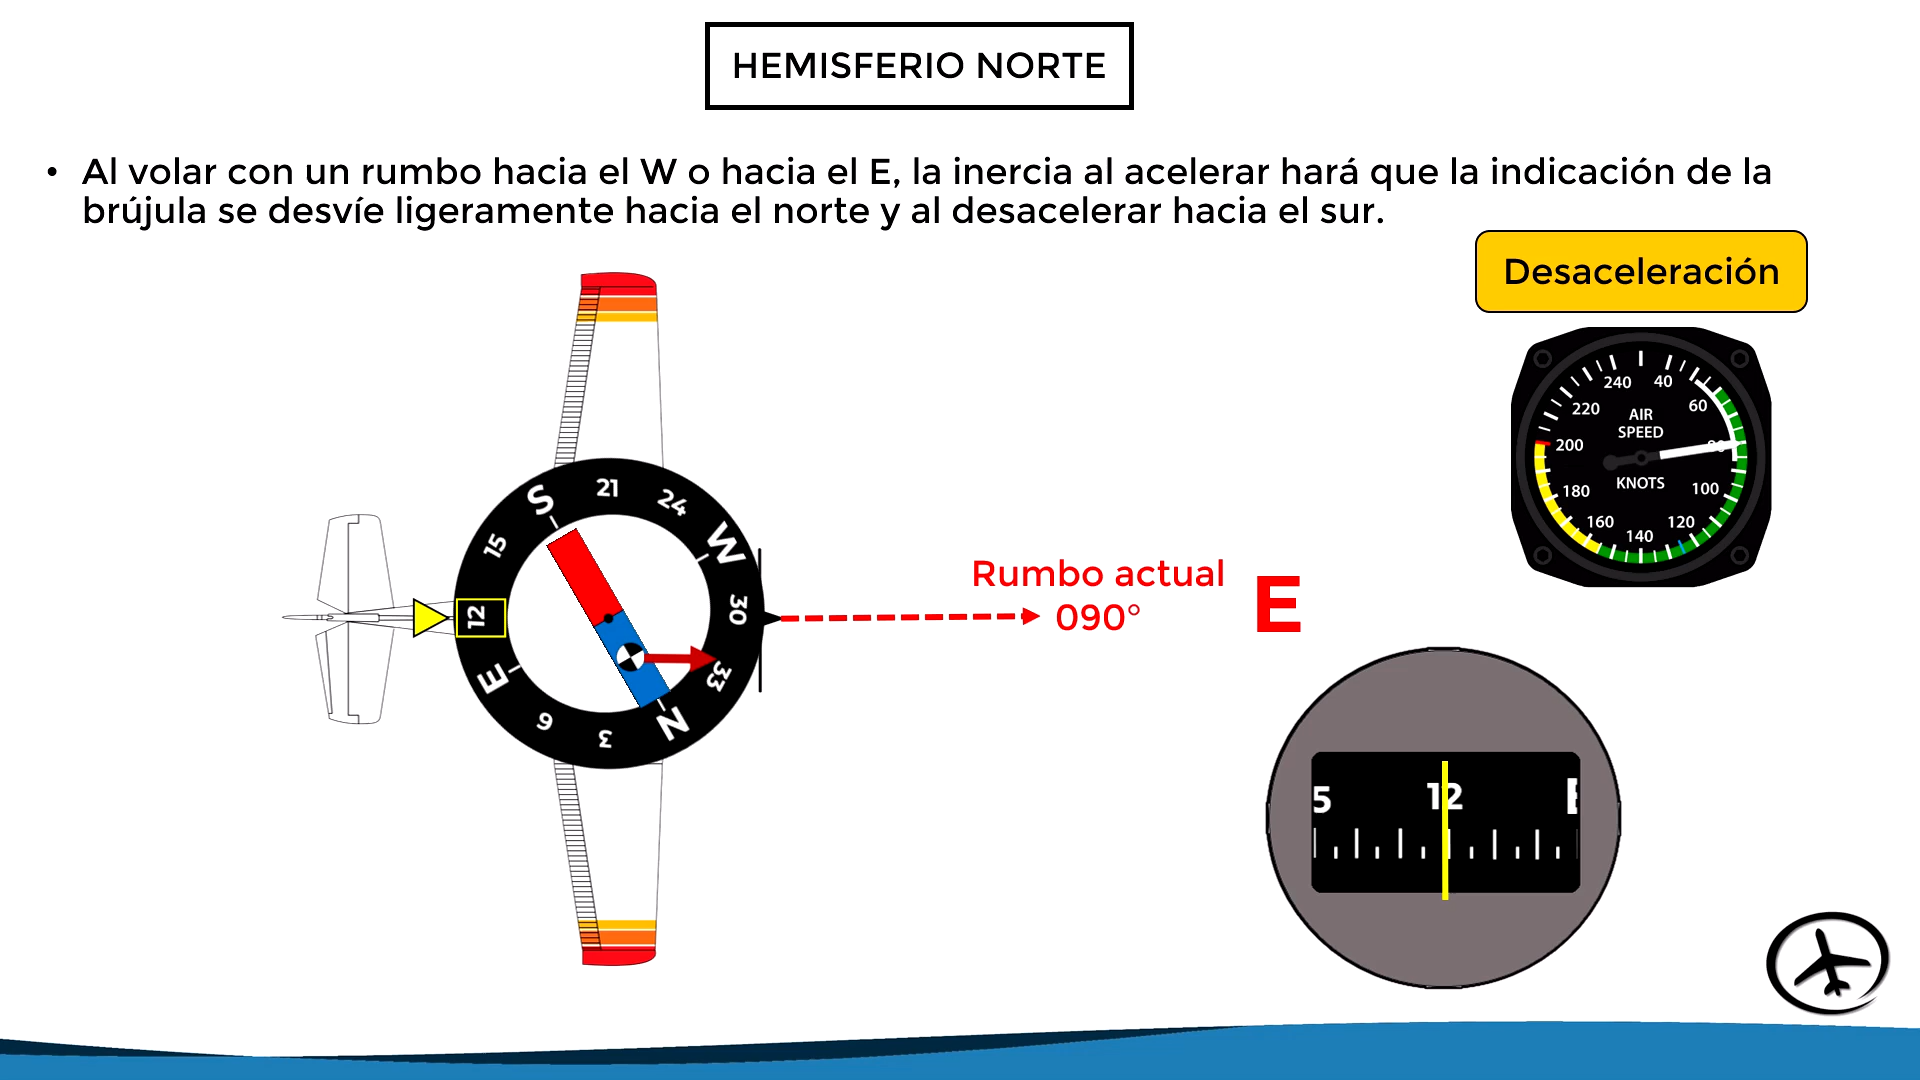 HEMISFERIO NORTE
• Al volar con un rumbo hacia el W o hacia el E, la inercia al acelerar hará que la indicación de la
brújula se desvíe ligeramente hacia el norte y al desacelerar hacia el sur.
Desaceleración
240 40
220 60
AIR
SPEED
200 80
KNOTS
180 100
160 120
140
S 21 24 W 30 33 N 3 6 E 12 15
Rumbo actual
090°
E
5 12 E